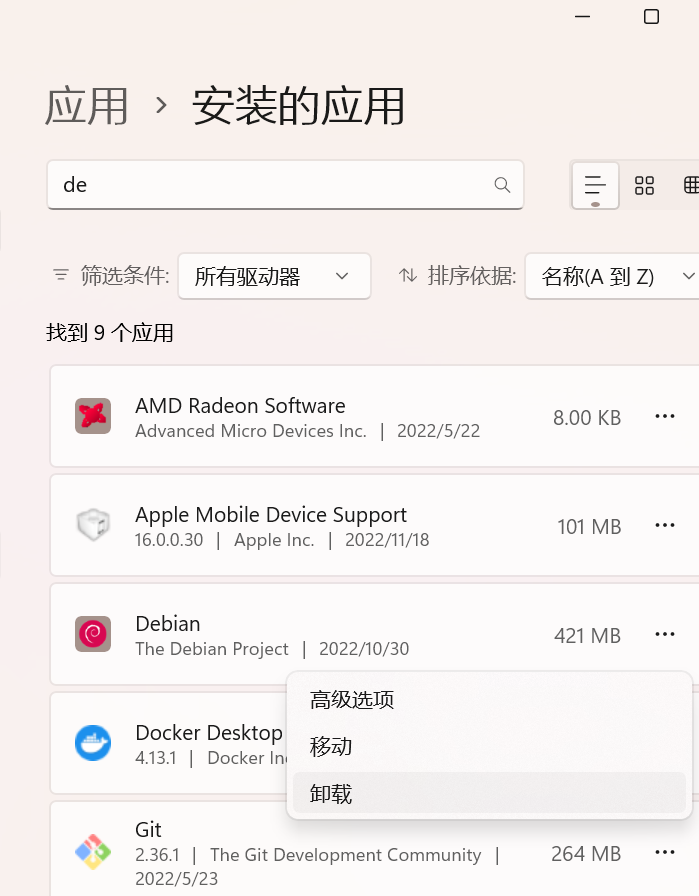 应用 › 安装的应用
de
筛选条件: 所有驱动器 排序依据: 名称(A 到 Z)
找到 9 个应用
AMD Radeon Software
Advanced Micro Devices Inc. | 2022/5/22
8.00 KB
Apple Mobile Device Support
16.0.0.30 | Apple Inc. | 2022/11/18
101 MB
Debian
The Debian Project | 2022/10/30
421 MB
高级选项
移动
卸载
Docker Desktop
4.13.1 | Docker Inc
Git
2.36.1 | The Git Development Community |
2022/5/23
264 MB